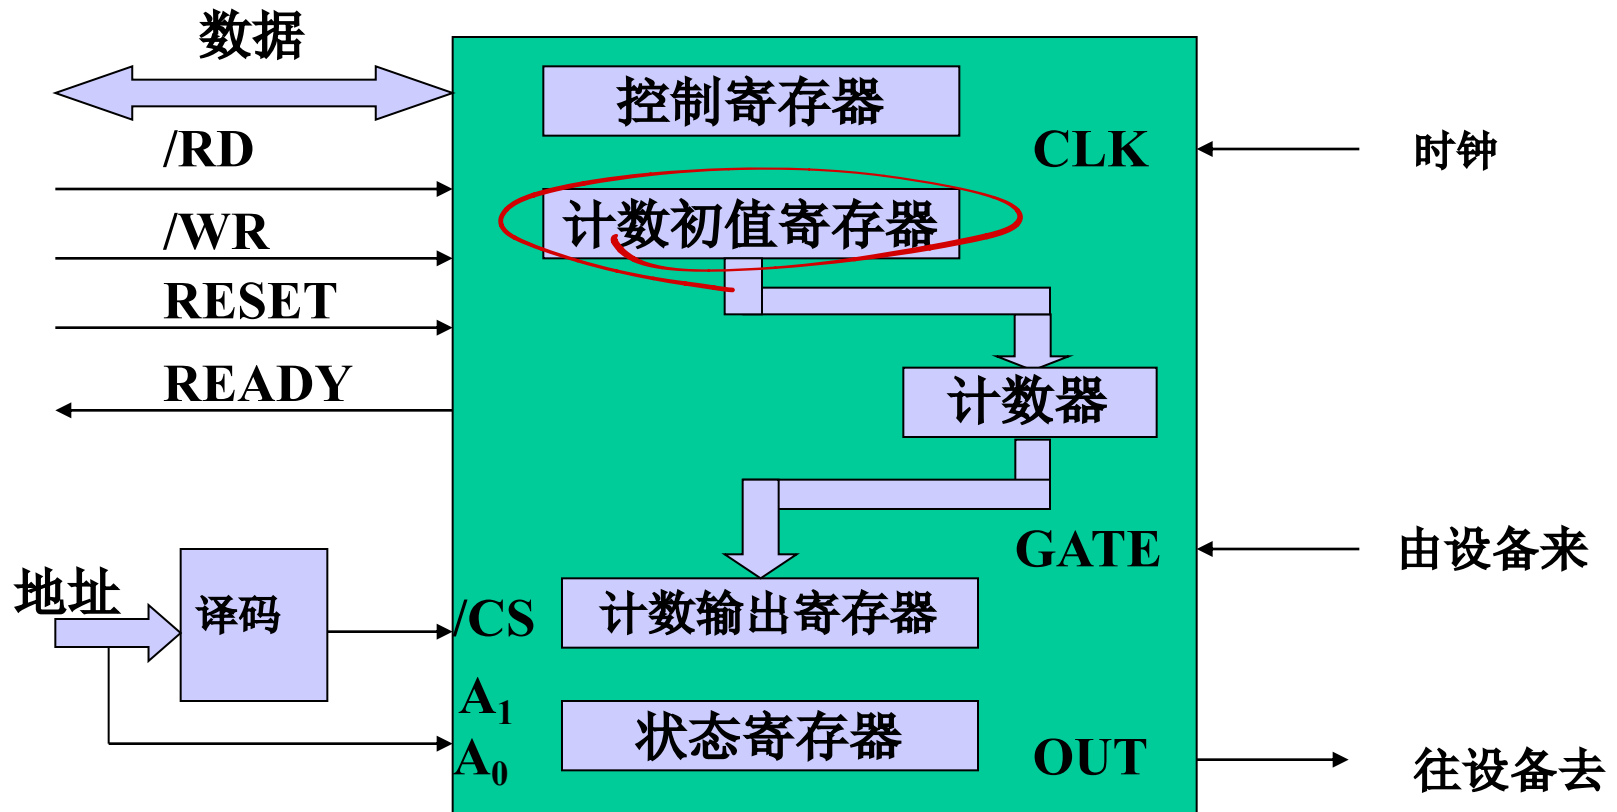 数据
控制寄存器
/RD
CLK
时钟
计数初值寄存器
/WR
RESET
READY
计数器
GATE
由设备来
地址
译码
/CS
计数输出寄存器
A1
状态寄存器
A0
OUT
往设备去